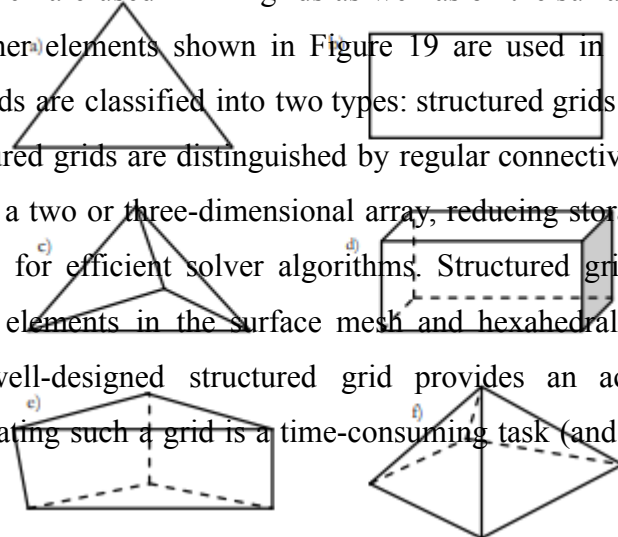 her elements shown in Figure 19 are used in
a)
b)
ds are classified into two types: structured grids
ured grids are distinguished by regular connectiv
a two or three-dimensional array, reducing stor
c)
d)
for efficient solver algorithms. Structured gri
elements in the surface mesh and hexahedral
well-designed structured grid provides an ac
e)
f)
ating such a grid is a time-consuming task (and